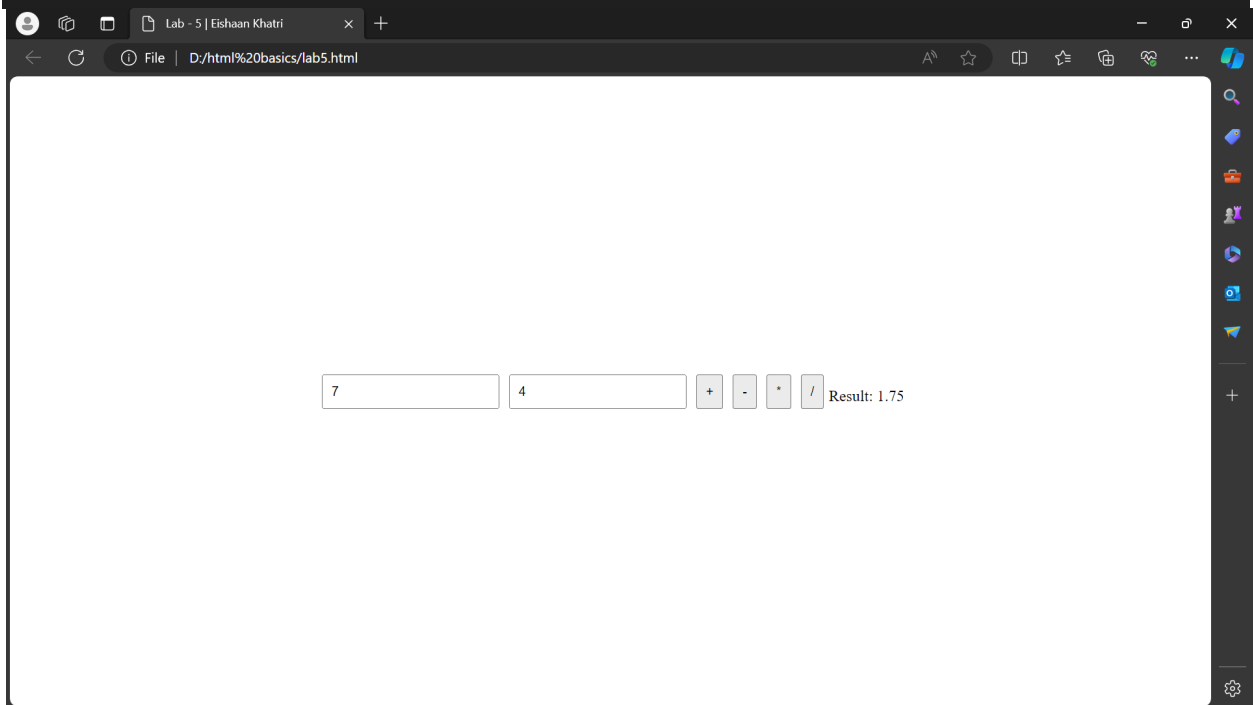 Lab - 5 | Eishaan Khatri
File | D:/html%20basics/lab5.html
7 4 + - * / Result: 1.75